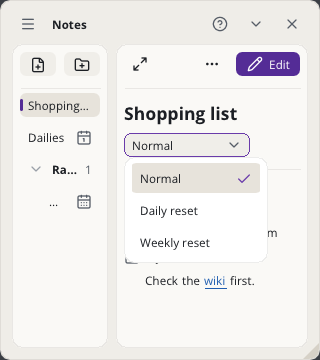 Notes
Edit
Shopping...
Dailies
Ra... 1
...
Shopping list
Normal
Normal
Daily reset
Weekly reset
Check the wiki first.